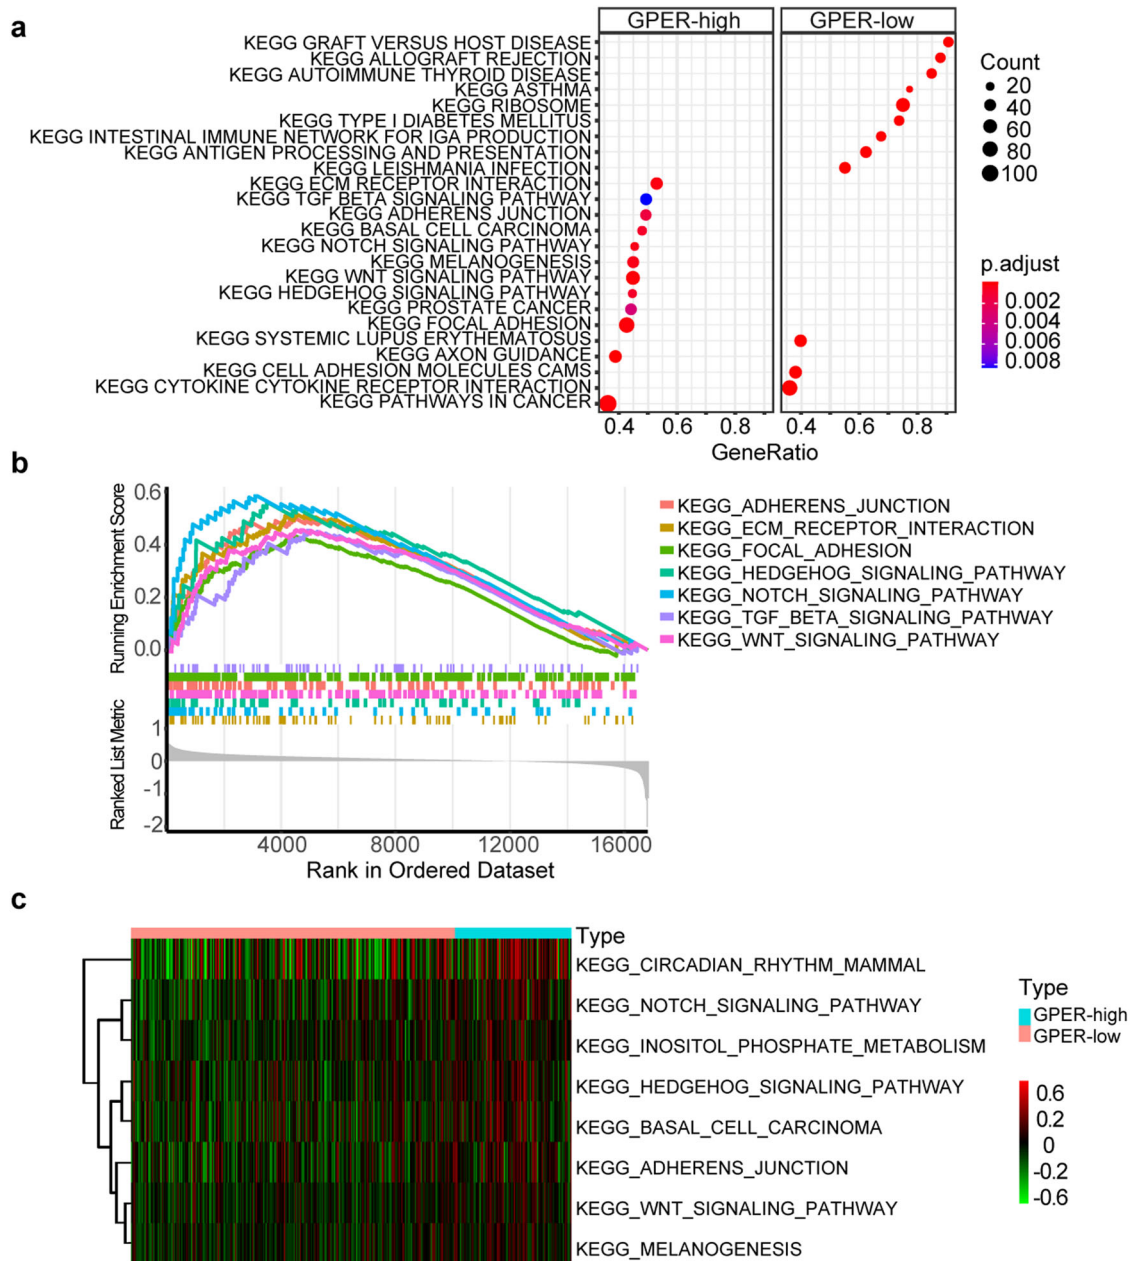 a
GPER-high
GPER-low
KEGG GRAFT VERSUS HOST DISEASE
KEGG ALLOGRAFT REJECTION
KEGG AUTOIMMUNE THYROID DISEASE
KEGG ASTHMA
KEGG RIBOSOME
KEGG TYPE I DIABETES MELLITUS
KEGG INTESTINAL IMMUNE NETWORK FOR IGA PRODUCTION
KEGG ANTIGEN PROCESSING AND PRESENTATION
KEGG LEISHMANIA INFECTION
KEGG ECM RECEPTOR INTERACTION
KEGG TGF BETA SIGNALING PATHWAY
KEGG ADHERENS JUNCTION
KEGG BASAL CELL CARCINOMA
KEGG NOTCH SIGNALING PATHWAY
KEGG MELANOGENESIS
KEGG WNT SIGNALING PATHWAY
KEGG HEDGEHOG SIGNALING PATHWAY
KEGG PROSTATE CANCER
KEGG FOCAL ADHESION
KEGG SYSTEMIC LUPUS ERYTHEMATOSUS
KEGG AXON GUIDANCE
KEGG CELL ADHESION MOLECULES CAMS
KEGG CYTOKINE CYTOKINE RECEPTOR INTERACTION
KEGG PATHWAYS IN CANCER
0.4 0.6 0.8 0.4 0.6 0.8
GeneRatio
Count
20
40
60
80
100
p.adjust
0.002
0.004
0.006
0.008
b
Running Enrichment Score
0.6
0.4
0.2
0.0
KEGG_ADHERENS_JUNCTION
KEGG_ECM_RECEPTOR_INTERACTION
KEGG_FOCAL_ADHESION
KEGG_HEDGEHOG_SIGNALING_PATHWAY
KEGG_NOTCH_SIGNALING_PATHWAY
KEGG_TGF_BETA_SIGNALING_PATHWAY
KEGG_WNT_SIGNALING_PATHWAY
Ranked List Metric
1
0
-1
-2
4000 8000 12000 16000
Rank in Ordered Dataset
c
Type
KEGG_CIRCADIAN_RHYTHM_MAMMAL
KEGG_NOTCH_SIGNALING_PATHWAY
KEGG_INOSITOL_PHOSPHATE_METABOLISM
KEGG_HEDGEHOG_SIGNALING_PATHWAY
KEGG_BASAL_CELL_CARCINOMA
KEGG_ADHERENS_JUNCTION
KEGG_WNT_SIGNALING_PATHWAY
KEGG_MELANOGENESIS
Type
GPER-high
GPER-low
0.6
0.2
0
-0.2
-0.6